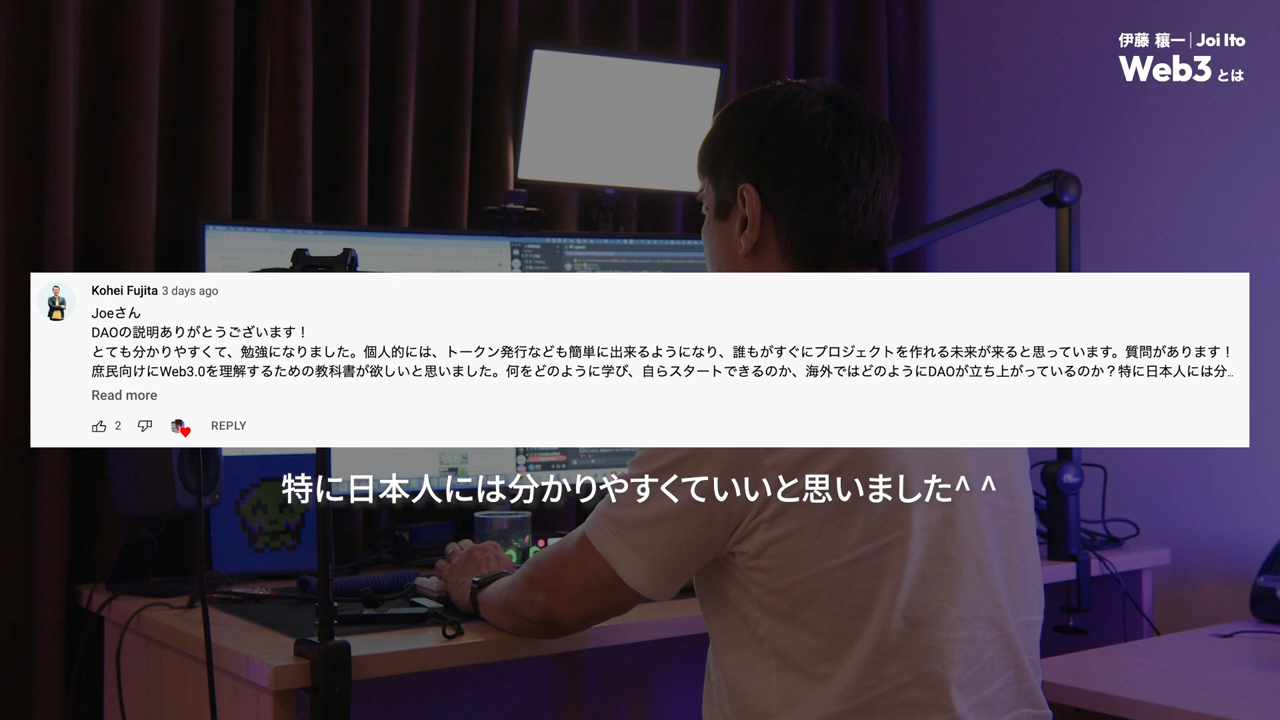 伊藤 穰一 | Joi Ito
Web3 とは
Kohei Fujita 3 days ago
Joeさん
DAOの説明ありがとうございます！
とても分かりやすくて、勉強になりました。個人的には、トークン発行なども簡単に出来るようになり、誰もがすぐにプロジェクトを作れる未来が来ると思っています。質問があります！
庶民向けにWeb3.0を理解するための教科書が欲しいと思いました。何をどのように学び、自らスタートできるのか、海外ではどのようにDAOが立ち上がっているのか？特に日本人には分...
Read more
2
REPLY
特に日本人には分かりやすくていいと思いました^ ^